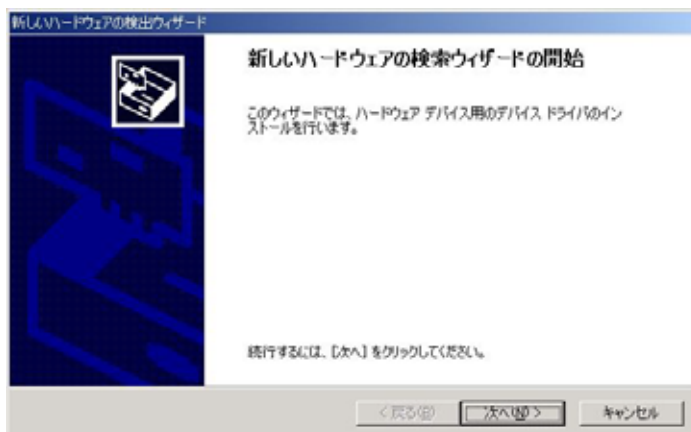 新しいハードウェアの検出ウィザード
新しいハードウェアの検索ウィザードの開始
このウィザードでは、ハードウェア デバイス用のデバイス ドライバのイン
ストールを行います。
続行するには、[次へ] をクリックしてください。
< 戻る(B)
次へ(N) >
キャンセル